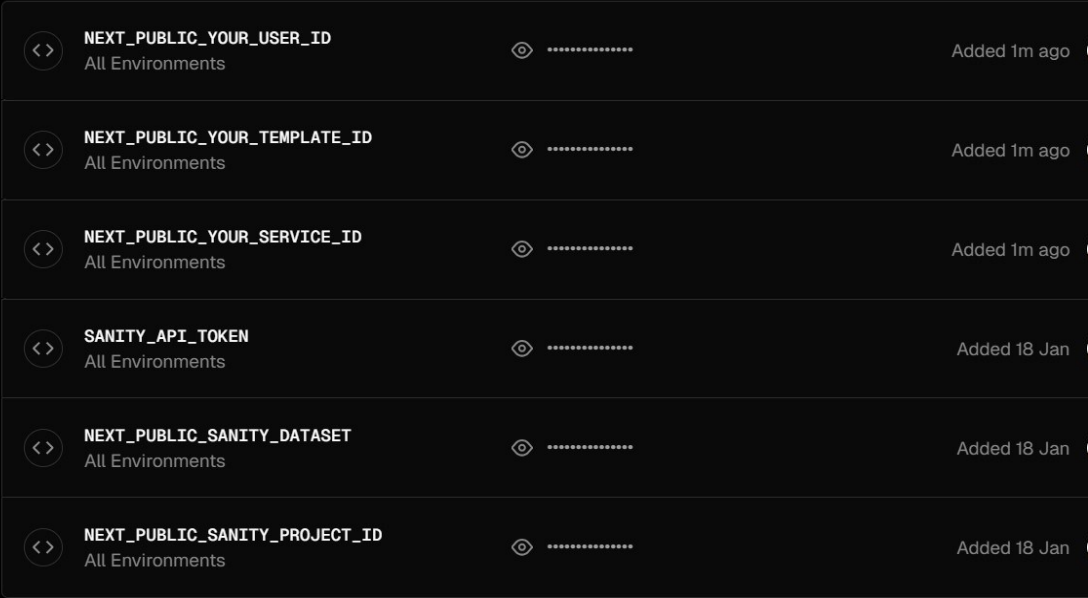 NEXT_PUBLIC_YOUR_USER_ID
All Environments
Added 1m ago
NEXT_PUBLIC_YOUR_TEMPLATE_ID
All Environments
Added 1m ago
NEXT_PUBLIC_YOUR_SERVICE_ID
All Environments
Added 1m ago
SANITY_API_TOKEN
All Environments
Added 18 Jan
NEXT_PUBLIC_SANITY_DATASET
All Environments
Added 18 Jan
NEXT_PUBLIC_SANITY_PROJECT_ID
All Environments
Added 18 Jan